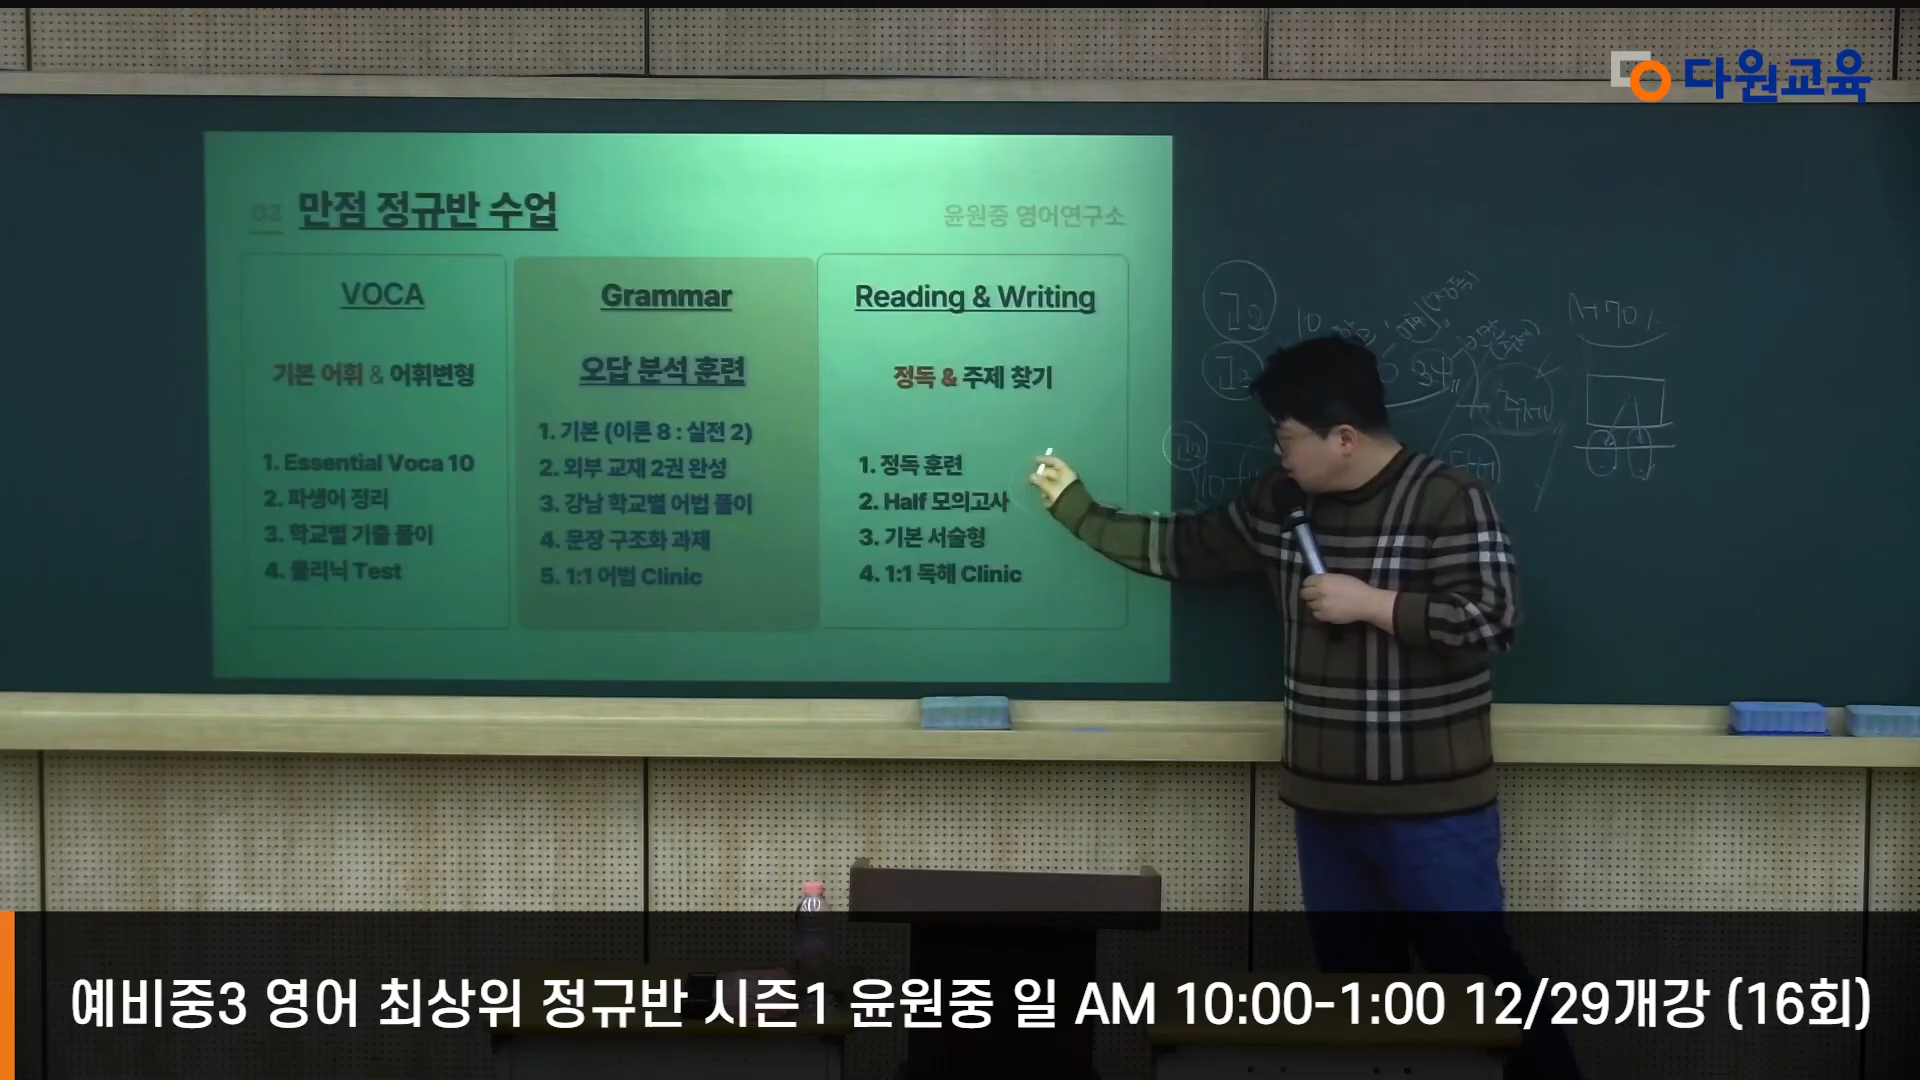 다원교육
02 만점 정규반 수업
윤원중 영어연구소
VOCA
기본 어휘 & 어휘변형
1. Essential Voca 10
2. 파생어 정리
3. 학교별 기출 풀이
4. 클리닉 Test
Grammar
오답 분석 훈련
1. 기본 (이론 8 : 실전 2)
2. 외부 교재 2권 완성
3. 강남 학교별 어법 풀이
4. 문장 구조화 과제
5. 1:1 어법 Clinic
Reading & Writing
정독 & 주제 찾기
1. 정독 훈련
2. Half 모의고사
3. 기본 서술형
4. 1:1 독해 Clinic
고2
10
34
주제
고2
예비중3 영어 최상위 정규반 시즌1 윤원중 일 AM 10:00-1:00 12/29개강 (16회)